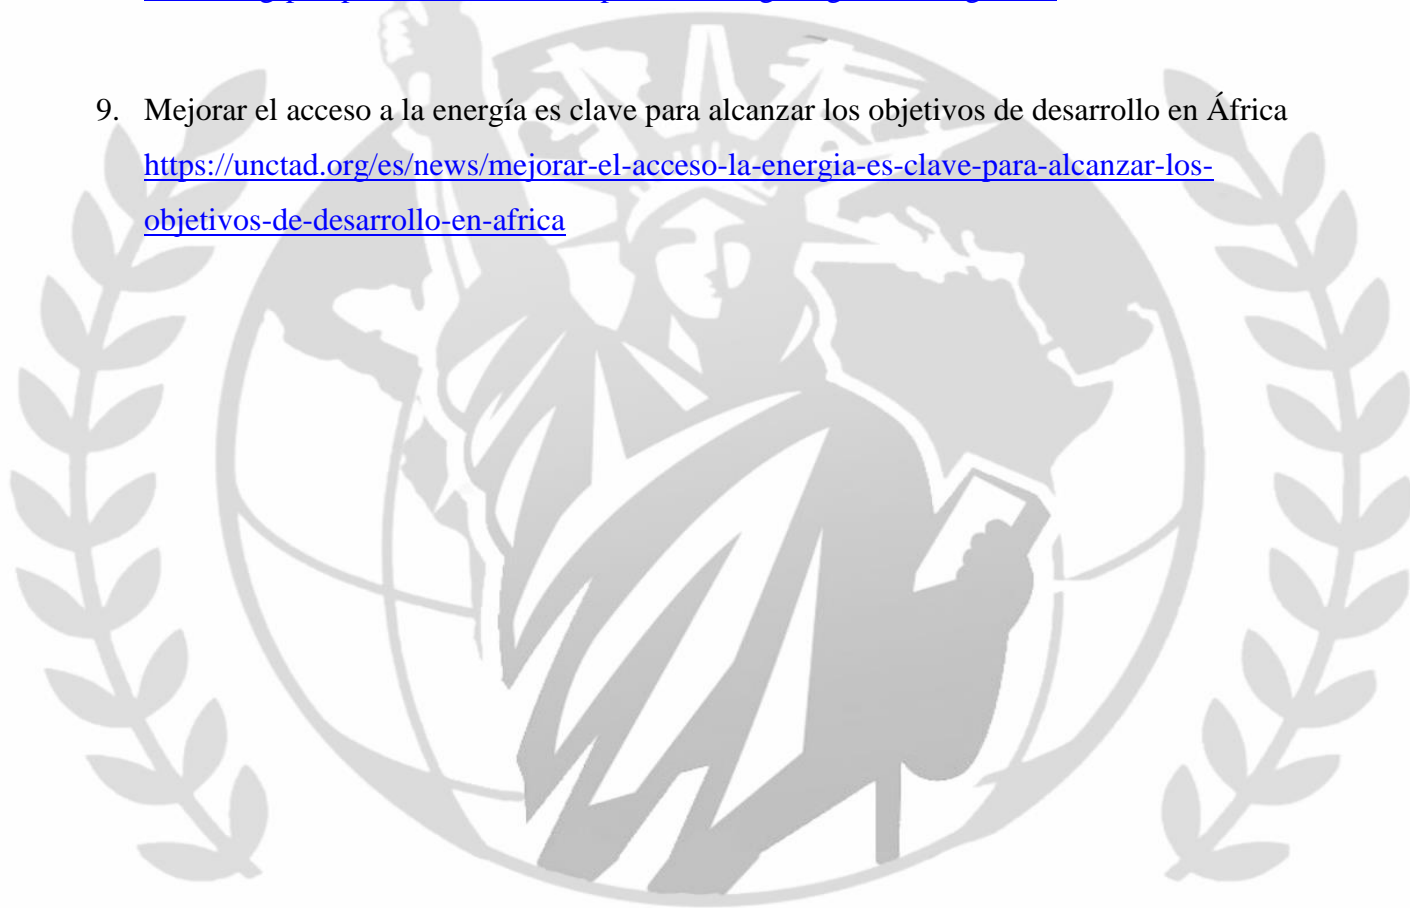 9. Mejorar el acceso a la energía es clave para alcanzar los objetivos de desarrollo en África
https://unctad.org/es/news/mejorar-el-acceso-la-energia-es-clave-para-alcanzar-los-
objetivos-de-desarrollo-en-africa